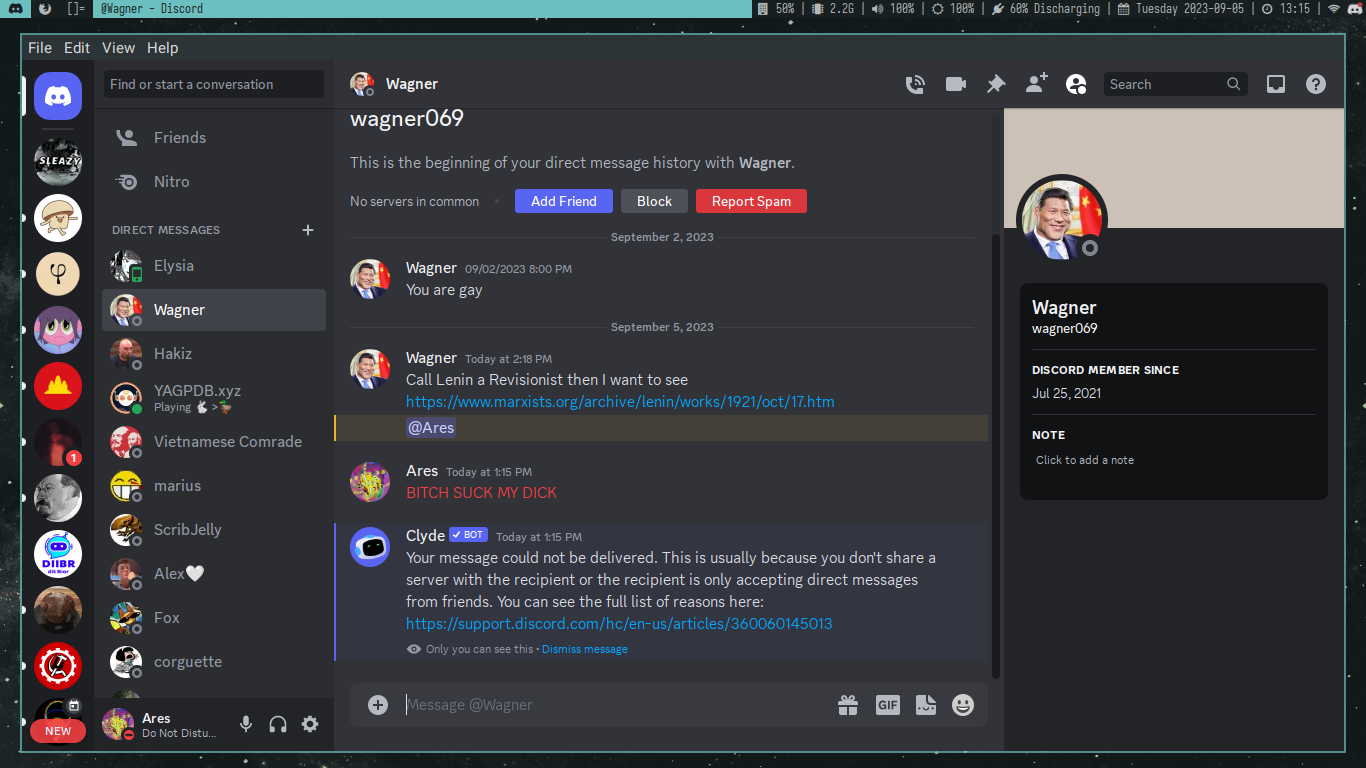 []=
@Wagner - Discord
50% | 2.2G | 100% | 100% | 60% Discharging | Tuesday 2023-09-05 | 13:15 |
File Edit View Help
Find or start a conversation
Friends
Nitro
DIRECT MESSAGES
Elysia
Wagner
Hakiz
YAGPDB.xyz
Playing 🐇 >🦆
Vietnamese Comrade
marius
ScribJelly
Alex🤍
Fox
corguette
SLEAZY
φ
1
DIIBR
NEW
Ares
Do Not Distu...
Wagner
Search
wagner069
This is the beginning of your direct message history with Wagner.
No servers in common
Add Friend
Block
Report Spam
September 2, 2023
Wagner 09/02/2023 8:00 PM
You are gay
September 5, 2023
Wagner Today at 2:18 PM
Call Lenin a Revisionist then I want to see
https://www.marxists.org/archive/lenin/works/1921/oct/17.htm
@Ares
Ares Today at 1:15 PM
BITCH SUCK MY DICK
Clyde BOT Today at 1:15 PM
Your message could not be delivered. This is usually because you don't share a
server with the recipient or the recipient is only accepting direct messages
from friends. You can see the full list of reasons here:
https://support.discord.com/hc/en-us/articles/360060145013
Only you can see this • Dismiss message
Message @Wagner
GIF
Wagner
wagner069
DISCORD MEMBER SINCE
Jul 25, 2021
NOTE
Click to add a note